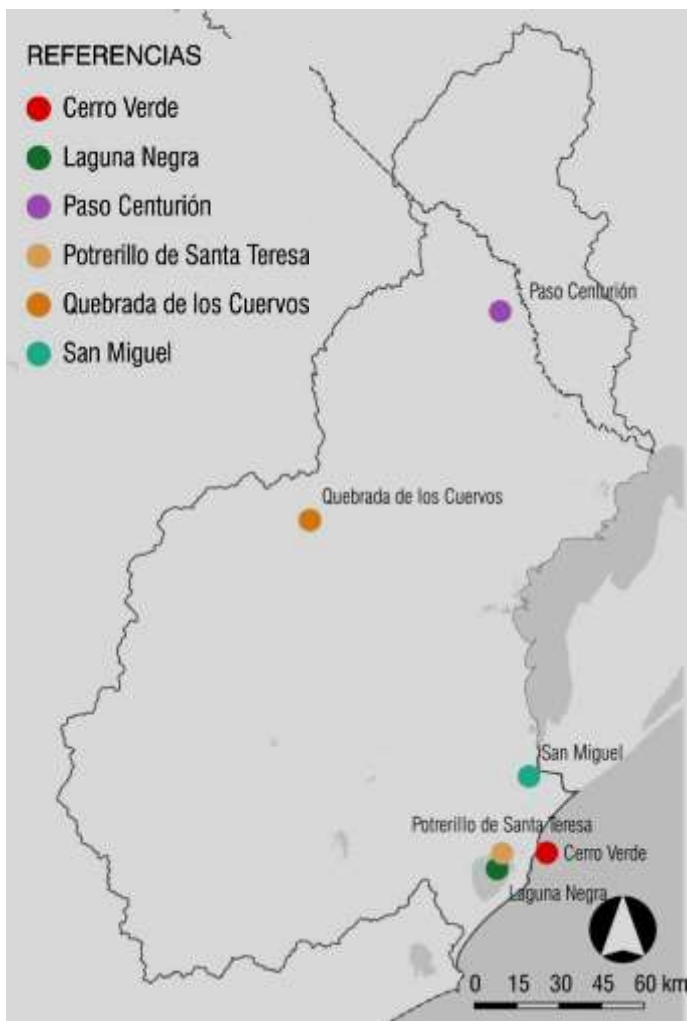 REFERENCIAS
Cerro Verde
Laguna Negra
Paso Centurión
Potrerillo de Santa Teresa
Quebrada de los Cuervos
San Miguel
Paso Centurión
Quebrada de los Cuervos
San Miguel
Potrerillo de Santa Teresa
Cerro Verde
Laguna Negra
0 15 30 45 60 km